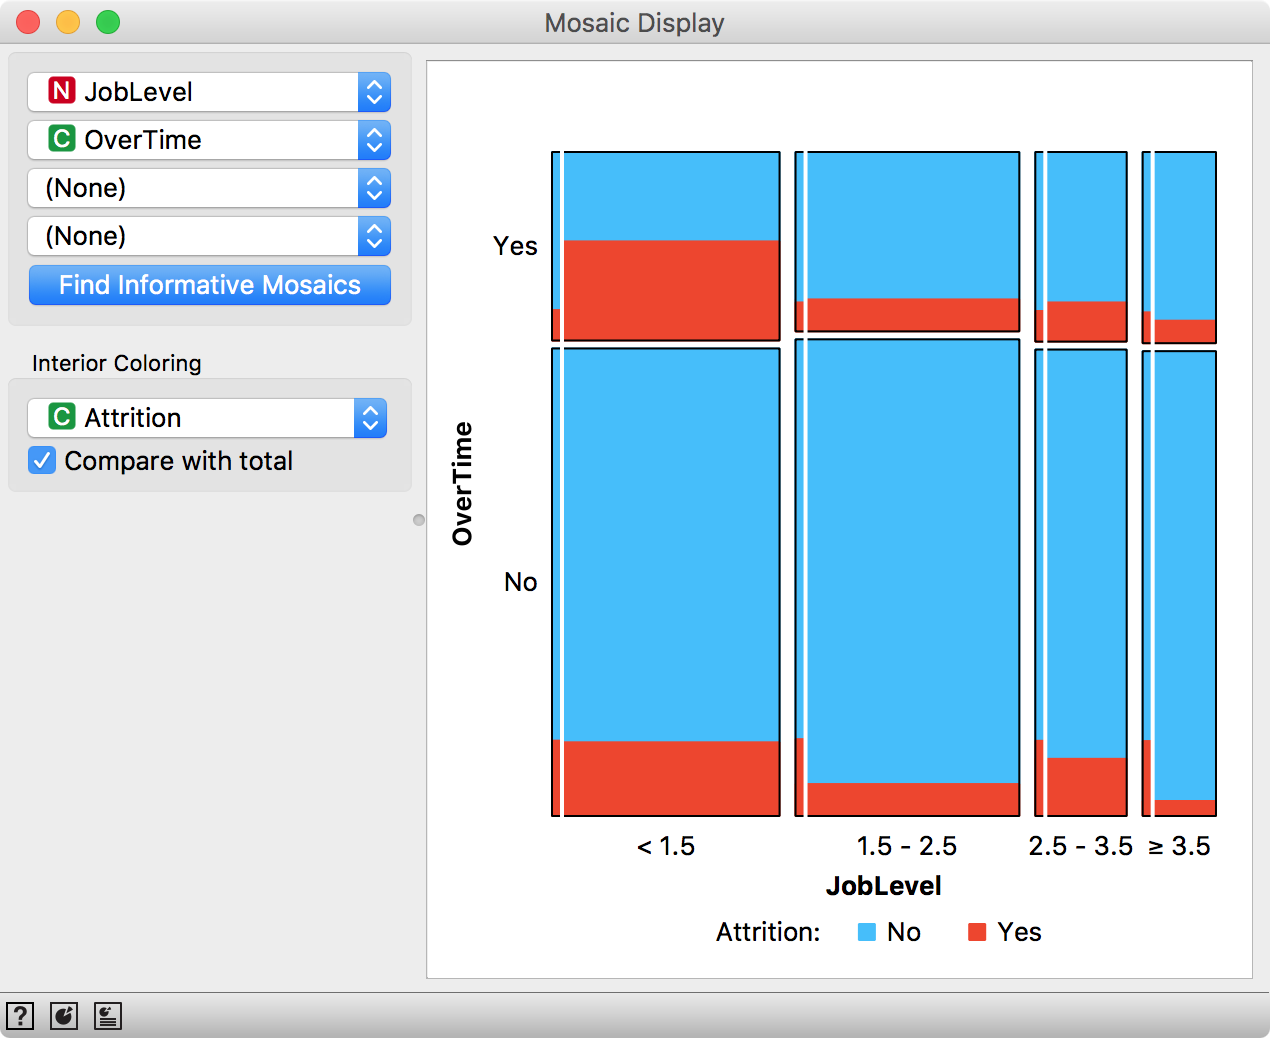 Mosaic Display
N JobLevel
C OverTime
(None)
(None)
Find Informative Mosaics
Interior Coloring
C Attrition
Compare with total
Yes
OverTime
No
< 1.5 1.5 - 2.5 2.5 - 3.5 ≥ 3.5
JobLevel
Attrition: No Yes
?